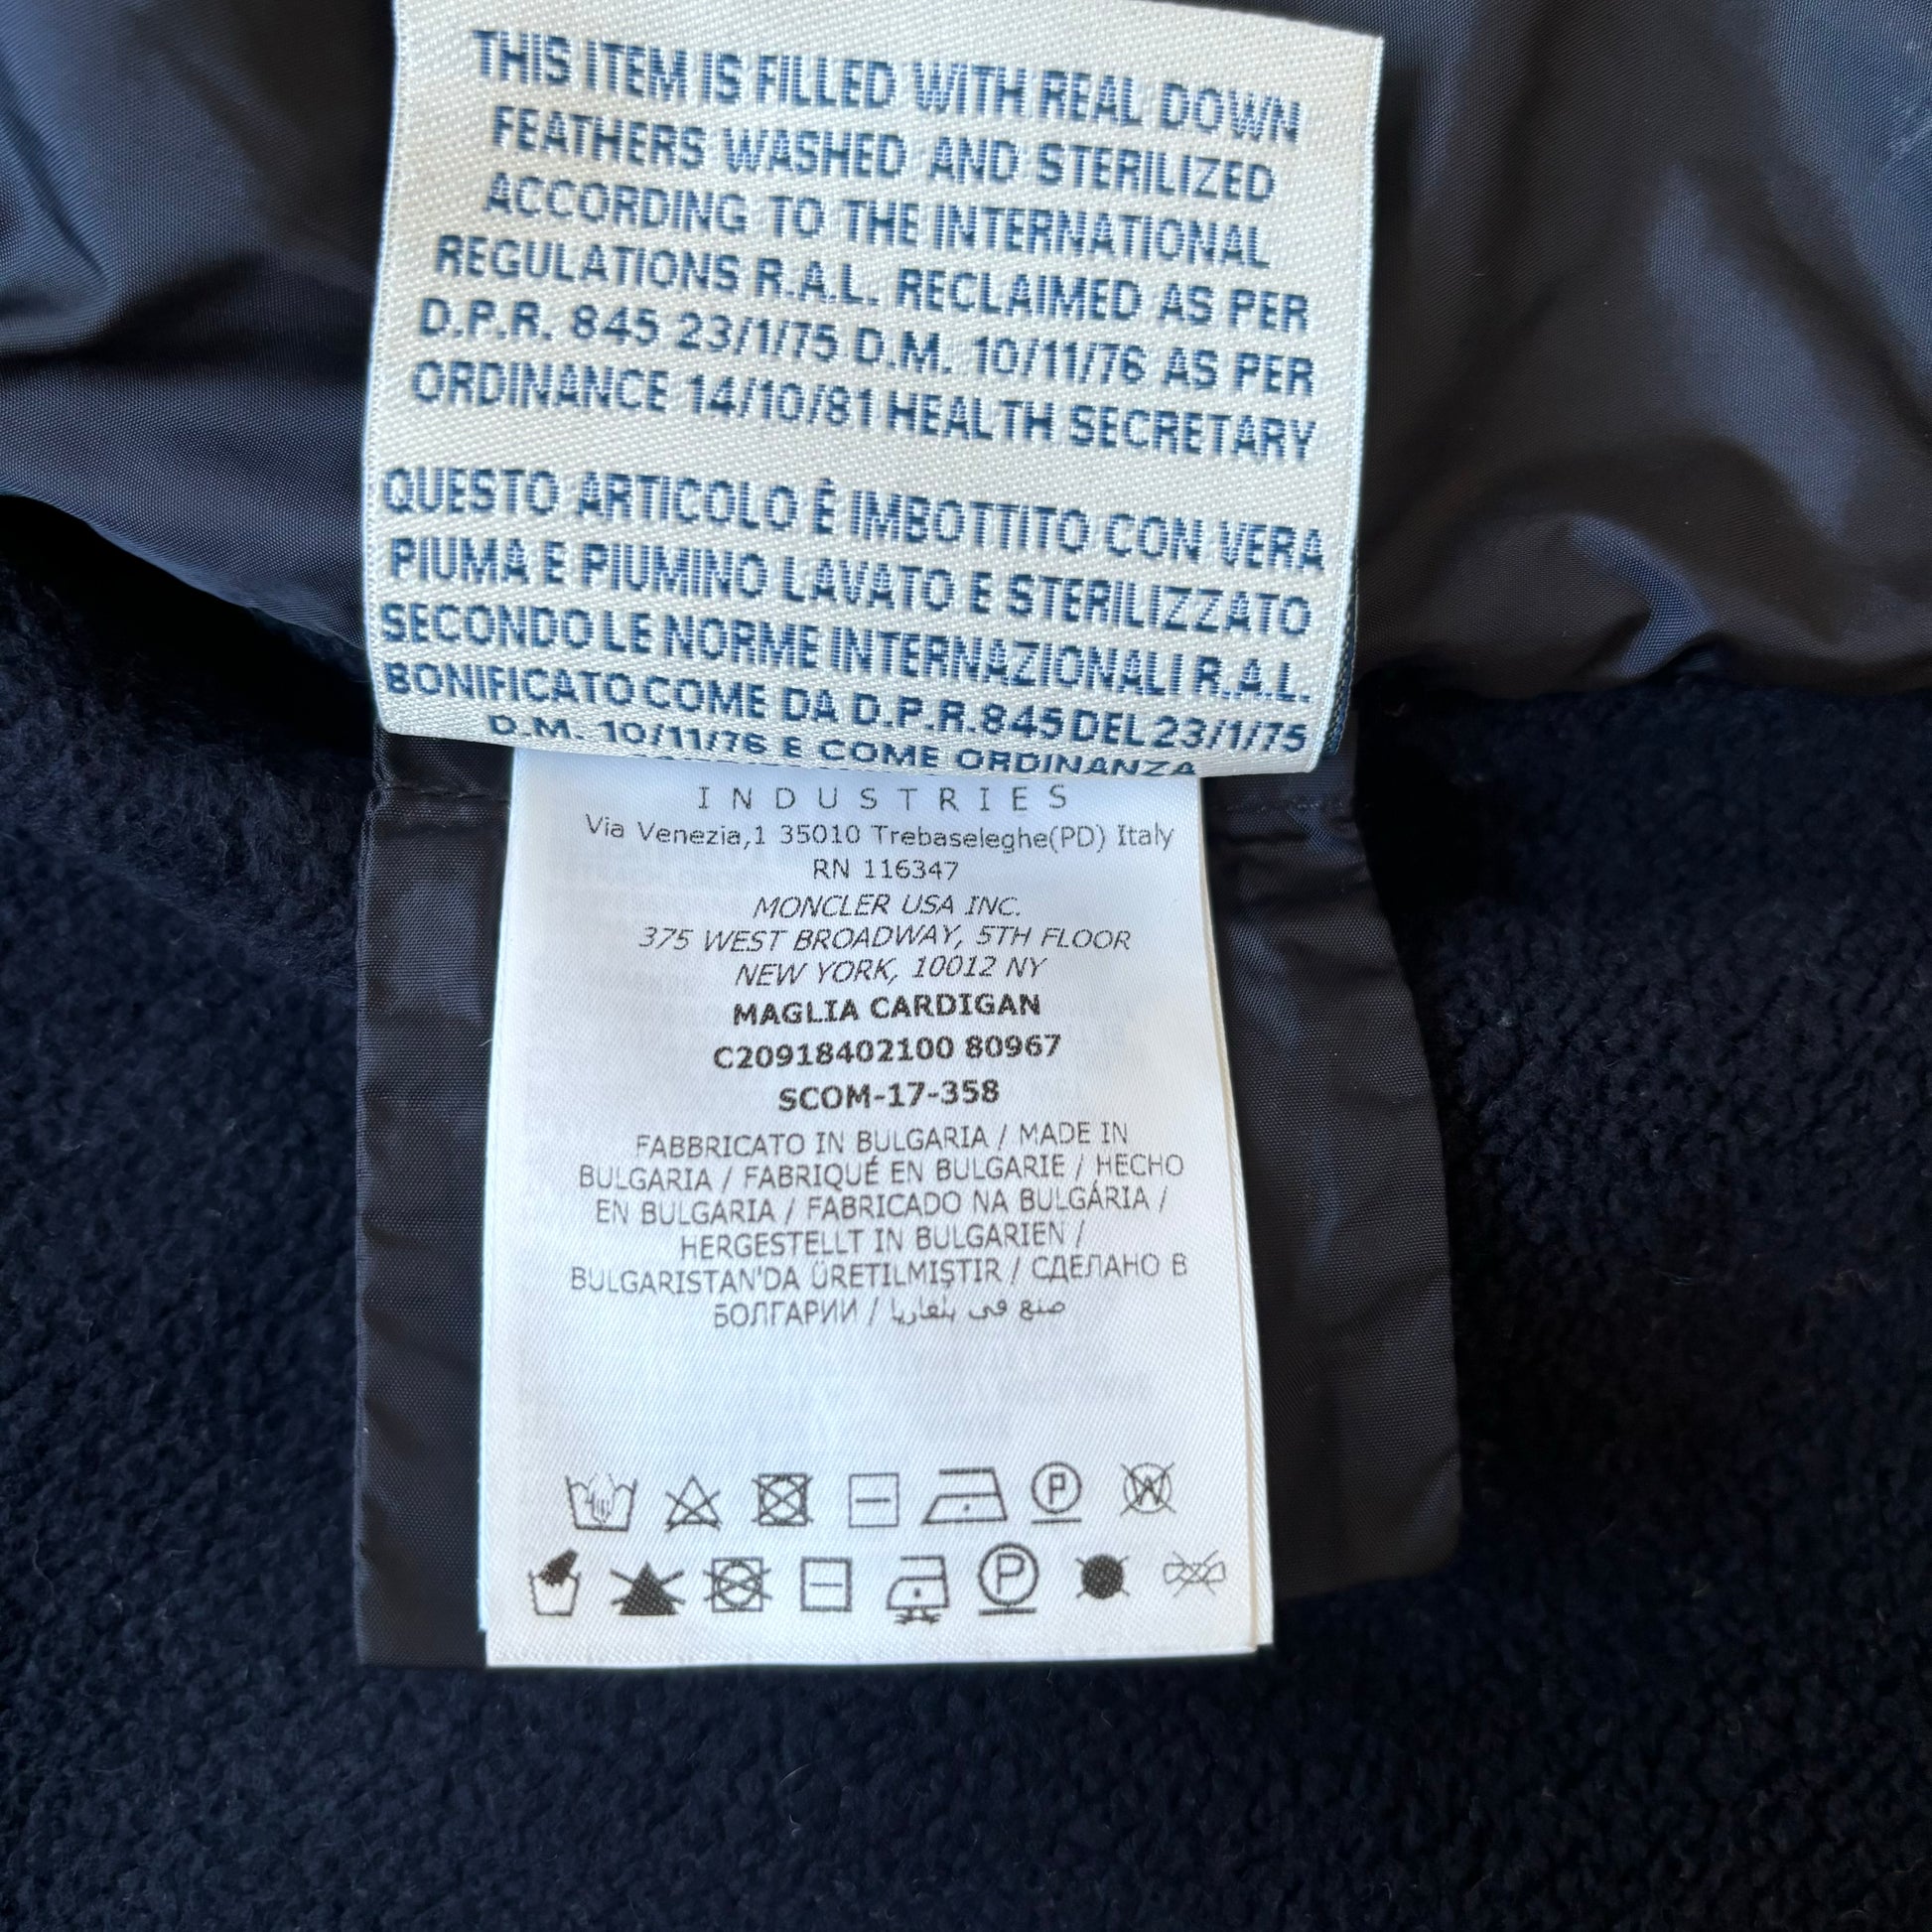 THIS ITEM IS FILLED WITH REAL DOWN
FEATHERS WASHED AND STERILIZED
ACCORDING TO THE INTERNATIONAL
REGULATIONS R.A.L. RECLAIMED AS PER
D.P.R. 845 23/1/75 D.M. 10/11/76 AS PER
ORDINANCE 14/10/81 HEALTH SECRETARY
QUESTO ARTICOLO È IMBOTTITO CON VERA
PIUMA E PIUMINO LAVATO E STERILIZZATO
SECONDO LE NORME INTERNAZIONALI R.A.L.
BONIFICATO COME DA D.P.R.845 DEL 23/1/75
D.M. 10/11/76 E COME ORDINANZA
INDUSTRIES
Via Venezia,1 35010 Trebaseleghe(PD) Italy
RN 116347
MONCLER USA INC.
375 WEST BROADWAY, 5TH FLOOR
NEW YORK, 10012 NY
MAGLIA CARDIGAN
C20918402100 80967
SCOM-17-358
FABBRICATO IN BULGARIA / MADE IN
BULGARIA / FABRIQUÉ EN BULGARIE / HECHO
EN BULGARIA / FABRICADO NA BULGÁRIA /
HERGESTELLT IN BULGARIEN /
BULGARISTAN'DA ÜRETILMIŞTIR / СДЕЛАНО В
БОЛГАРИИ / صنع في بلغاريا
P W
P